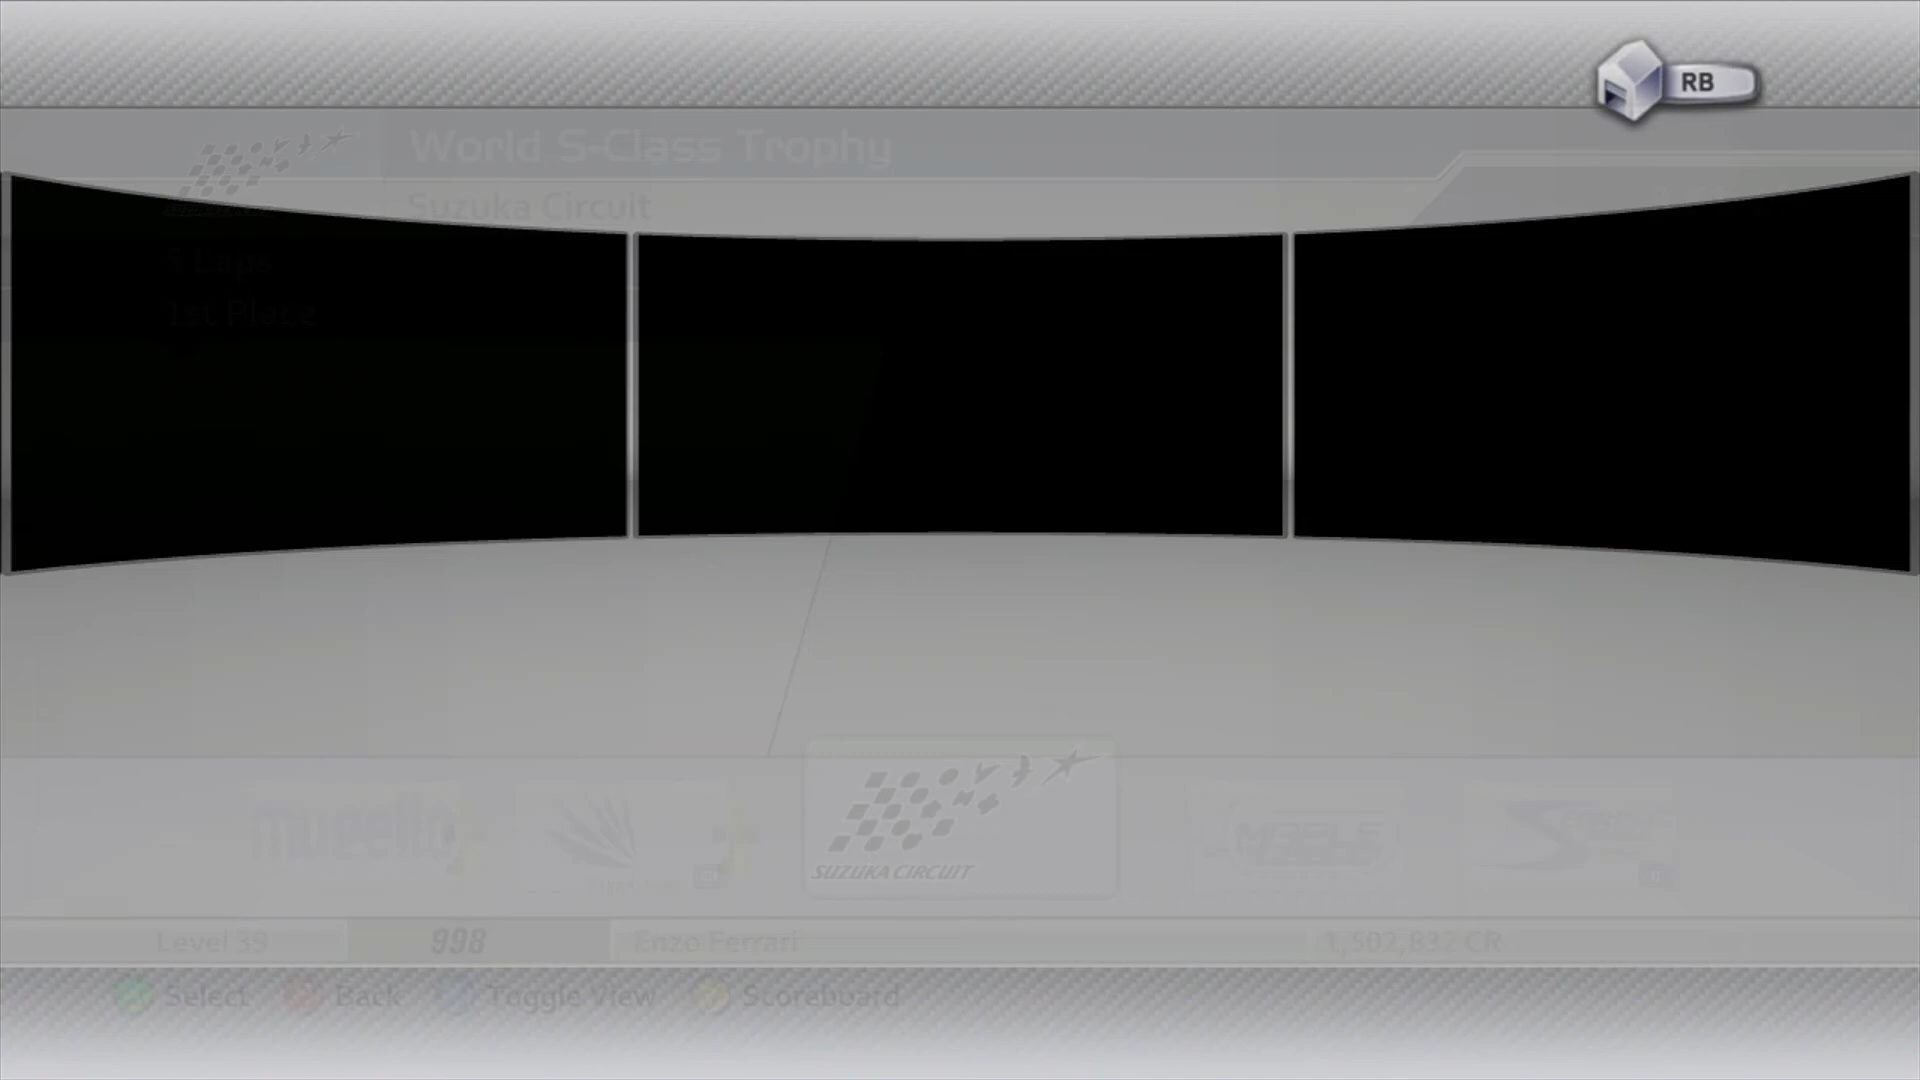 RB
World S-Class Trophy
Suzuka Circuit
5 Laps
1st Place
mugello
SUZUKA CIRCUIT
Level 39
998
Enzo Ferrari
1,502,832 CR
Select
Back
Toggle View
Scoreboard